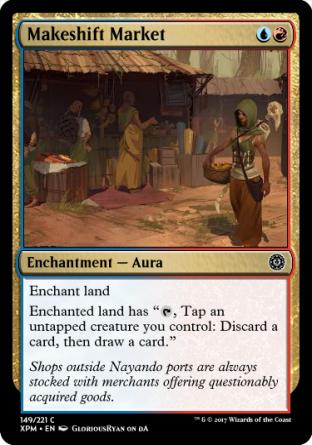 Makeshift Market
Enchantment — Aura
Enchant land
Enchanted land has “, Tap an
untapped creature you control: Discard a
card, then draw a card.”
Shops outside Nayando ports are always
stocked with merchants offering questionably
acquired goods.
149/221 C
XPM • EN GloriousRyan on dA
™ & © 2017 Wizards of the Coast